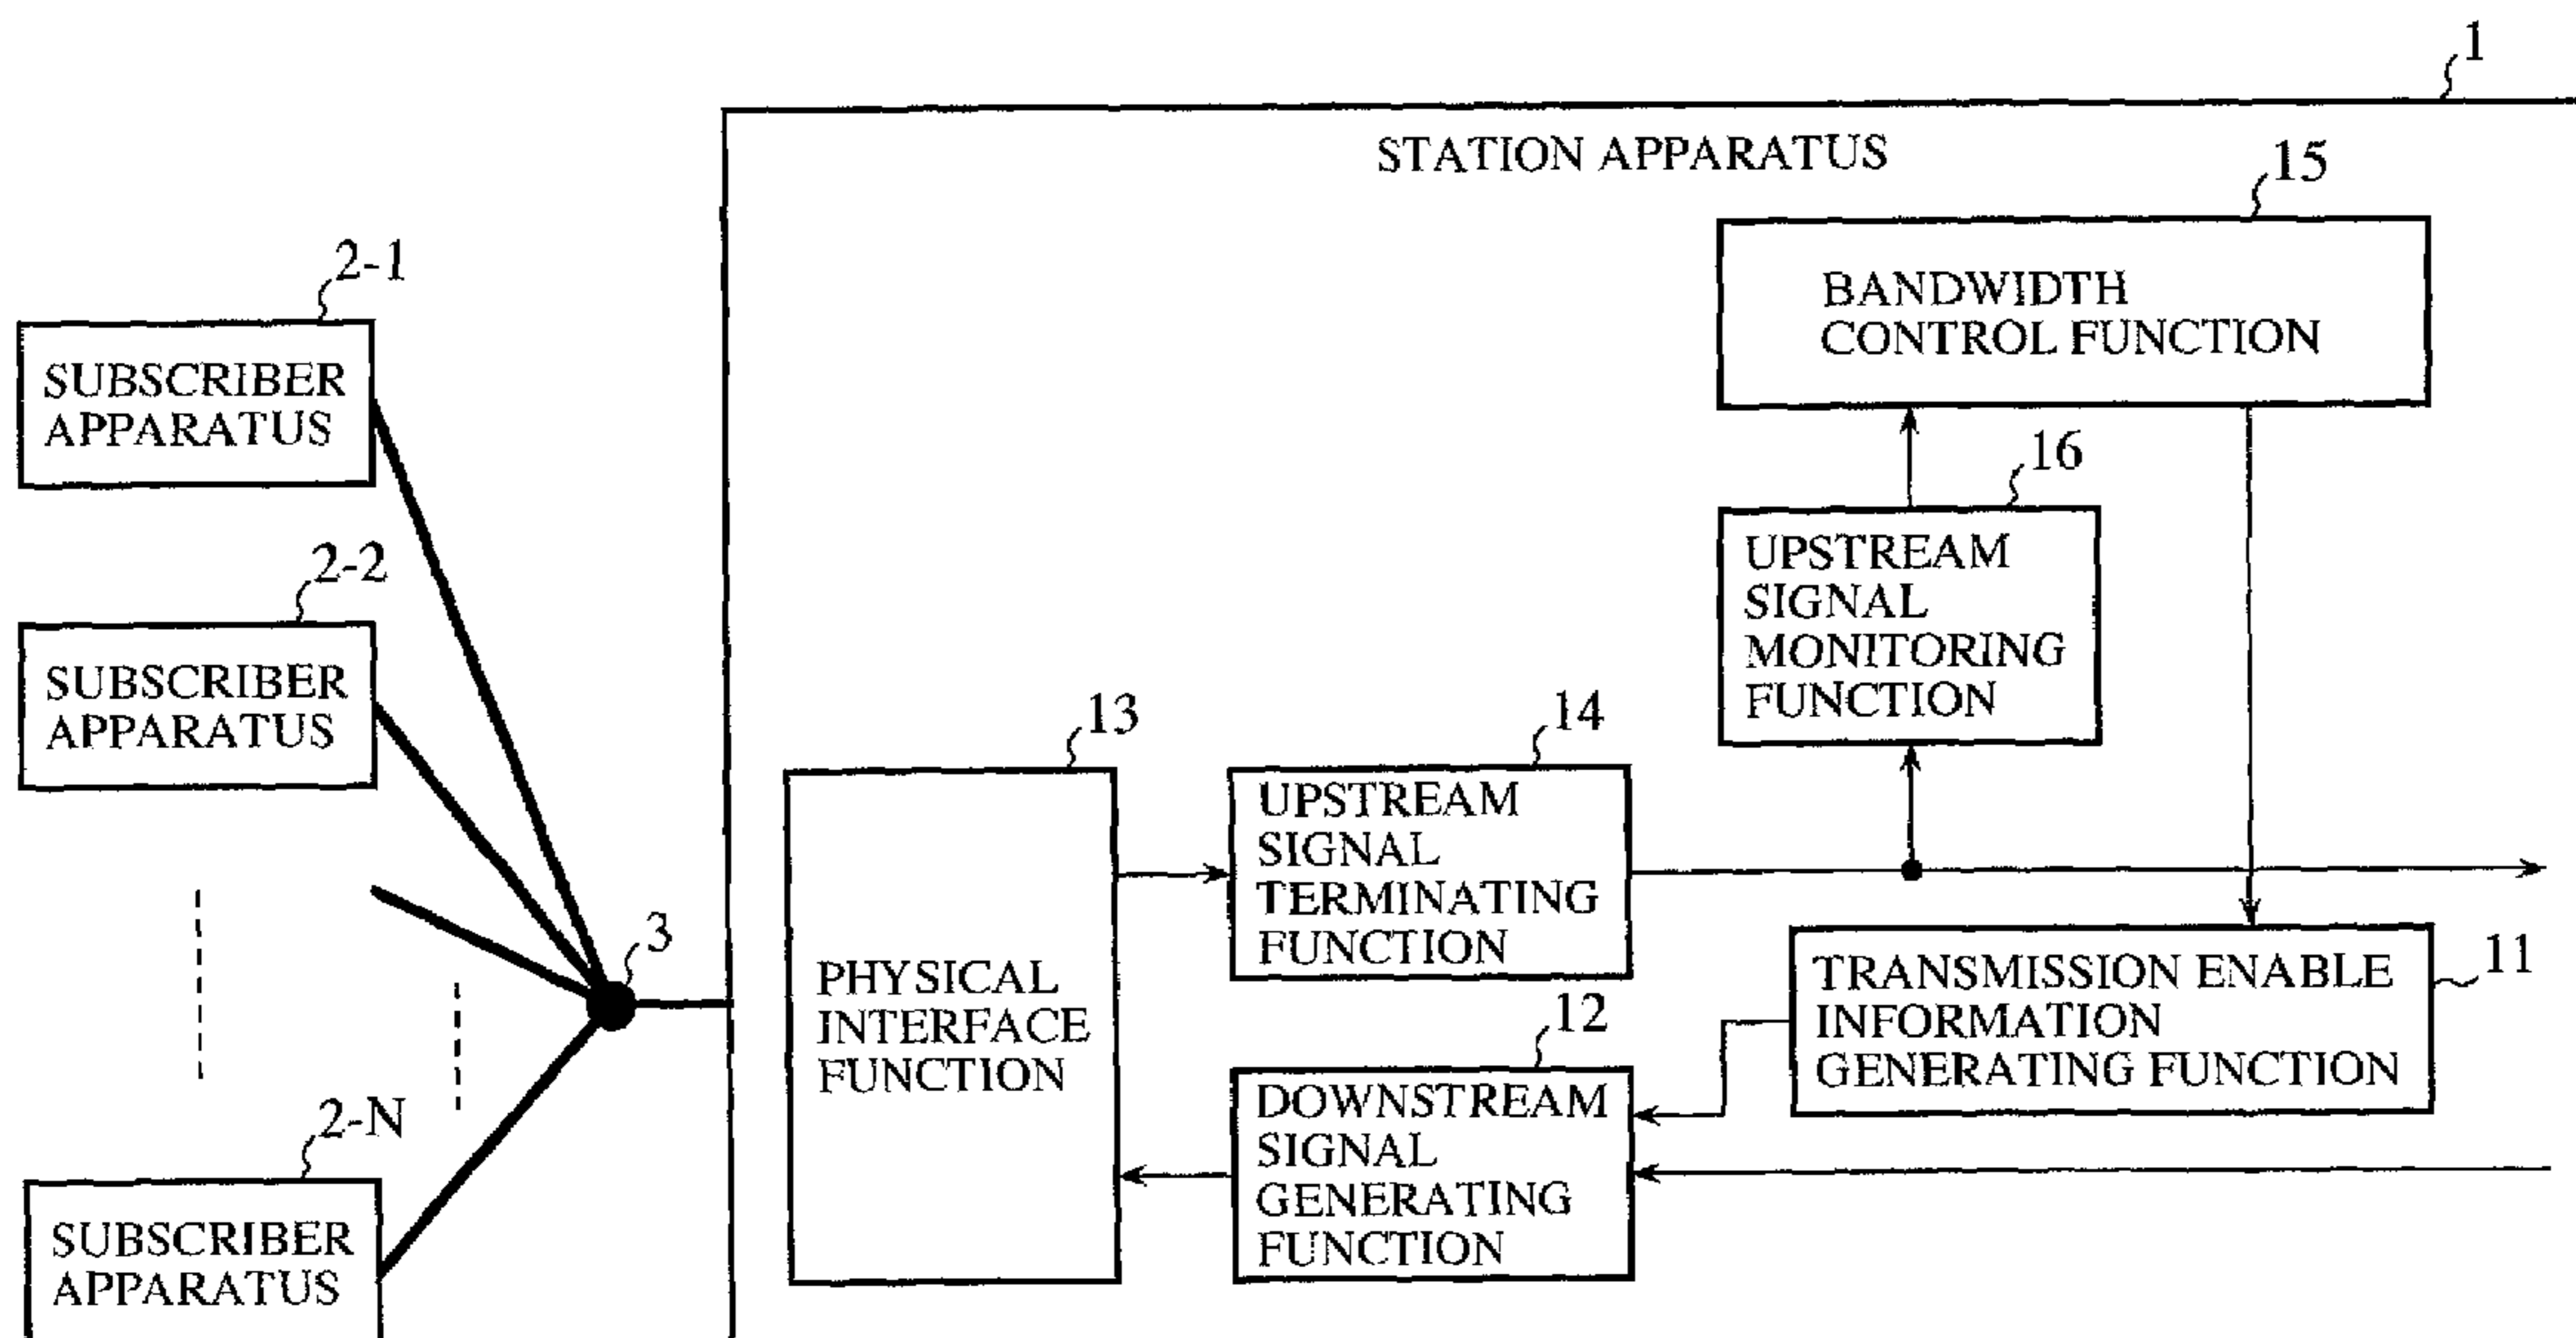 1
STATION APPARATUS
15
BANDWIDTH
CONTROL FUNCTION
2-1
SUBSCRIBER
APPARATUS
16
UPSTREAM
SIGNAL
MONITORING
FUNCTION
2-2
SUBSCRIBER
APPARATUS
13
PHYSICAL
INTERFACE
FUNCTION
14
UPSTREAM
SIGNAL
TERMINATING
FUNCTION
3
11
TRANSMISSION ENABLE
INFORMATION
GENERATING FUNCTION
12
DOWNSTREAM
SIGNAL
GENERATING
FUNCTION
2-N
SUBSCRIBER
APPARATUS